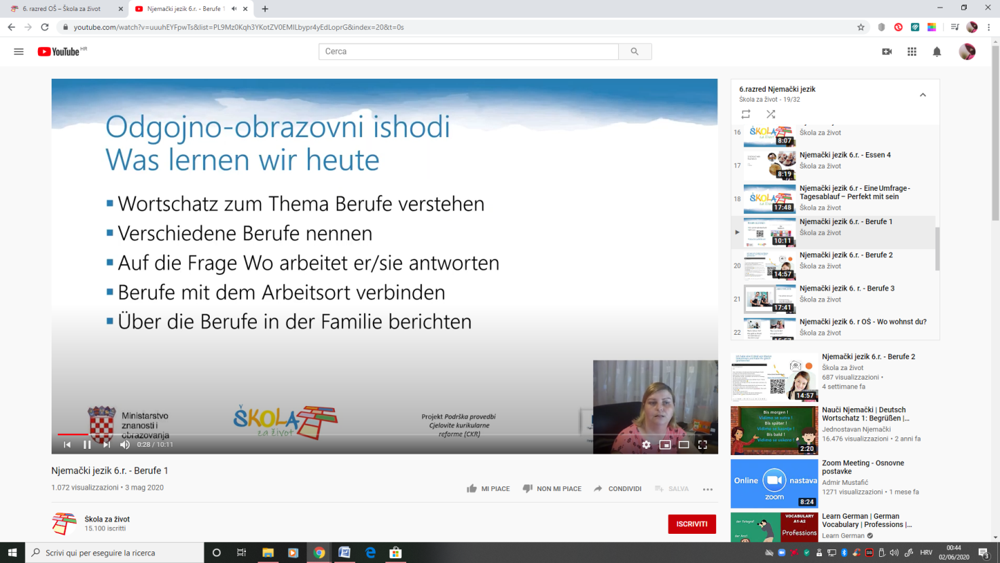 6. razred OŠ – Škola za život
Njemački jezik 6.r. - Berufe 1
youtube.com/watch?v=uuuhEYFpwTs&list=PL9Mz0Kqh3YKotZV0EMILbypr4yEdLoprG&index=20&t=0s
YouTube HR
Cerca
Odgojno-obrazovni ishodi
Was lernen wir heute
Wortschatz zum Thema Berufe verstehen
Verschiedene Berufe nennen
Auf die Frage Wo arbeitet er/sie antworten
Berufe mit dem Arbeitsort verbinden
Über die Berufe in der Familie berichten
Ministarstvo
znanosti i
obrazovanja
ŠKOLA
za život
Projekt Podrška provedbi
Cjelovite kurikularne
reforme (CKR)
0:28 / 10:11
Njemački jezik 6.r. - Berufe 1
1.072 visualizzazioni • 3 mag 2020
MI PIACE
NON MI PIACE
CONDIVIDI
SALVA
Škola za život
15.100 iscritti
ISCRIVITI
6.razred Njemački jezik
Škola za život - 19/32
16
ŠKOLA
za život
8:07
Škola za život
17
8:19
Njemački jezik 6.r. - Essen 4
Škola za život
18
ŠKOLA
za život
17:48
Njemački jezik 6.r - Eine Umfrage -
Tagesablauf – Perfekt mit sein
Škola za život
10:11
Njemački jezik 6.r. - Berufe 1
Škola za život
20
14:57
Njemački jezik 6.r. - Berufe 2
Škola za život
21
17:41
Njemački jezik 6. r. - Berufe 3
Škola za život
22
Njemački jezik 6. r OŠ - Wo wohnst du?
Škola za život
14:57
Njemački jezik 6.r. - Berufe 2
Škola za život
687 visualizzazioni •
4 settimane fa
Bis morgen !
Vidimo se sutra !
Bis später !
Vidimo se kasnije !
Bis bald !
Vidimo se uskoro !
2:20
Nauči Njemački | Deutsch
Wortschatz 1: Begrüßen |...
Jednostavan Njemački
16.476 visualizzazioni • 2 anni fa
Online nastava
zoom
8:24
Zoom Meeting - Osnovne
postavke
Admir Mustafić
1271 visualizzazioni • 1 mese fa
der Fotograf
der Arzt
VOCABULARY
A1-A2
Professions
Learn German | German
Vocabulary | Professions |...
Learn German
Scrivi qui per eseguire la ricerca
HRV
00:44
02/06/2020
3